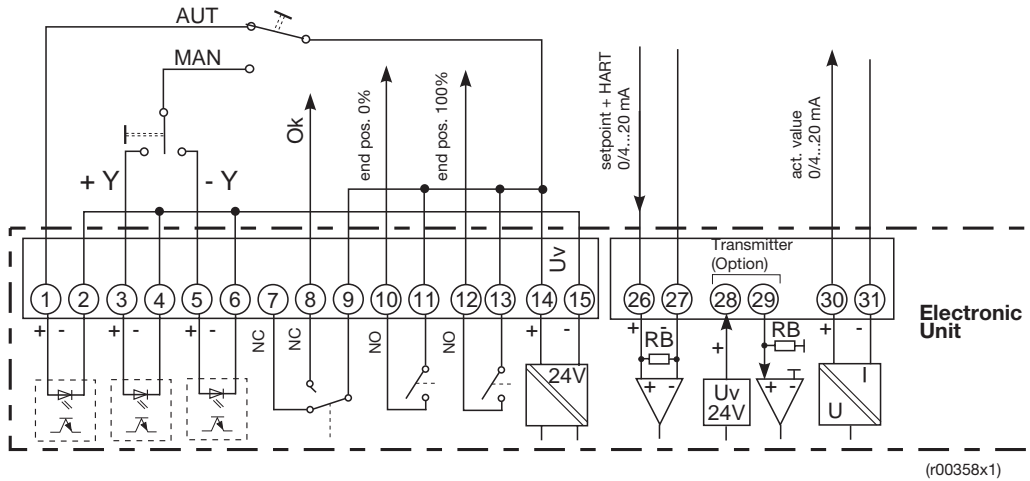 AUT
MAN
+ Y
- Y
Ok
end pos. 0%
end pos. 100%
setpoint + HART
0/4...20 mA
act. value
0/4...20 mA
Uv
Transmitter
(Option)
1 2 3 4 5 6 7 8 9 10 11 12 13 14 15
26 27 28 29 30 31
+ - + - + - NC NC NO NO + -
+ - + + -
RB
RB
24V
+ -
Uv
24V
+ -
I
U
Electronic
Unit
(r00358x1)